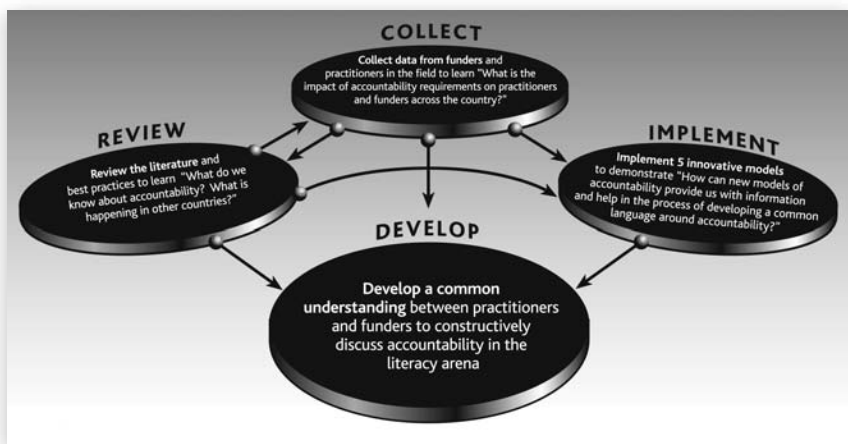 COLLECT
Collect data from funders and
practitioners in the field to learn "What is the
impact of accountability requirements on practitioners
and funders across the country?"
REVIEW
Review the literature and
best practices to learn "What do we
know about accountability? What is
happening in other countries?"
IMPLEMENT
Implement 5 innovative models
to demonstrate "How can new models of
accountability provide us with information
and help in the process of developing a common
language around accountability?"
DEVELOP
Develop a common
understanding between practitioners
and funders to constructively
discuss accountability in the
literacy arena